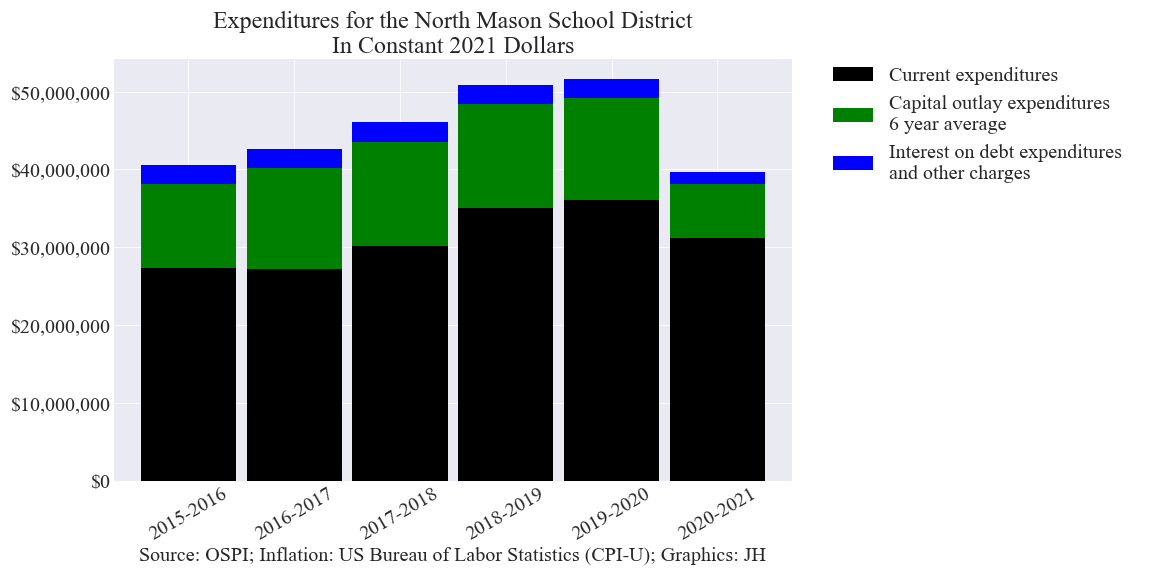 Expenditures for the North Mason School District
In Constant 2021 Dollars
Current expenditures
Capital outlay expenditures
6 year average
Interest on debt expenditures
and other charges
$50,000,000
$40,000,000
$30,000,000
$20,000,000
$10,000,000
$0
2015-2016
2016-2017
2017-2018
2018-2019
2019-2020
2020-2021
Source: OSPI; Inflation: US Bureau of Labor Statistics (CPI-U); Graphics: JH